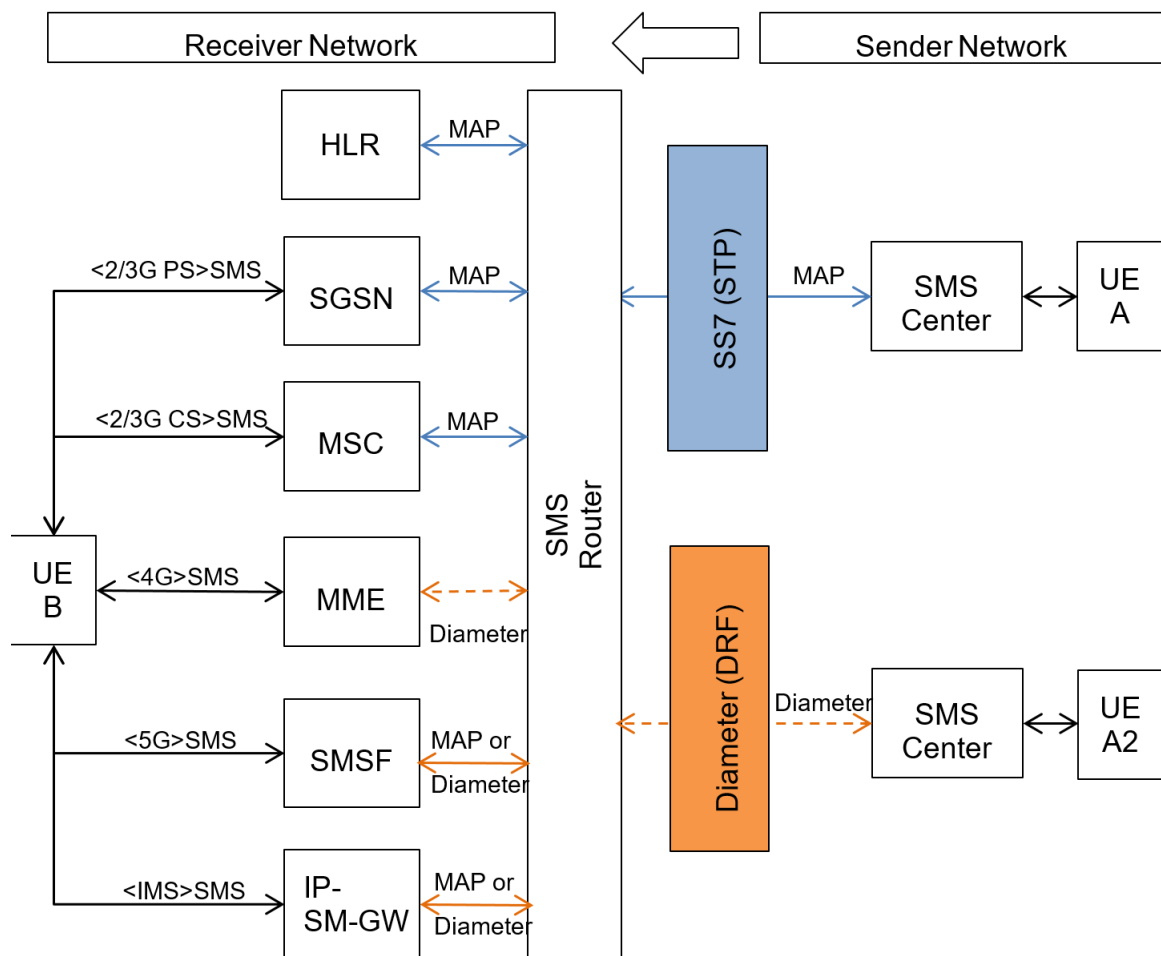 Receiver Network
Sender Network
HLR
MAP
<2/3G PS>SMS
SGSN
MAP
SS7 (STP)
MAP
SMS
Center
UE
A
<2/3G CS>SMS
MSC
MAP
SMS
Router
UE
B
<4G>SMS
MME
Diameter
Diameter (DRF)
Diameter
SMS
Center
UE
A2
<5G>SMS
SMSF
MAP or
Diameter
<IMS>SMS
IP-
SM-GW
MAP or
Diameter